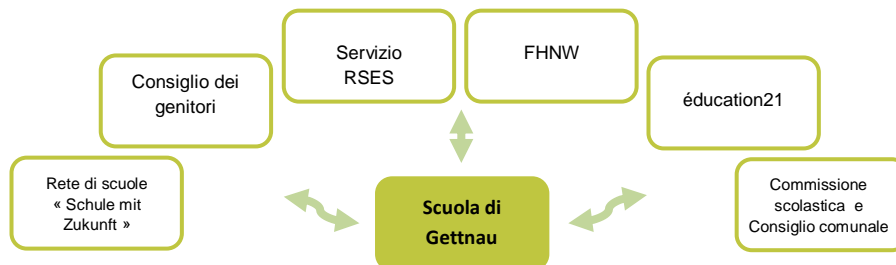 Servizio
RSES
FHNW
Consiglio dei
genitori
éducation21
Rete di scuole
« Schule mit
Zukunft »
Scuola di
Gettnau
Commissione
scolastica e
Consiglio comunale